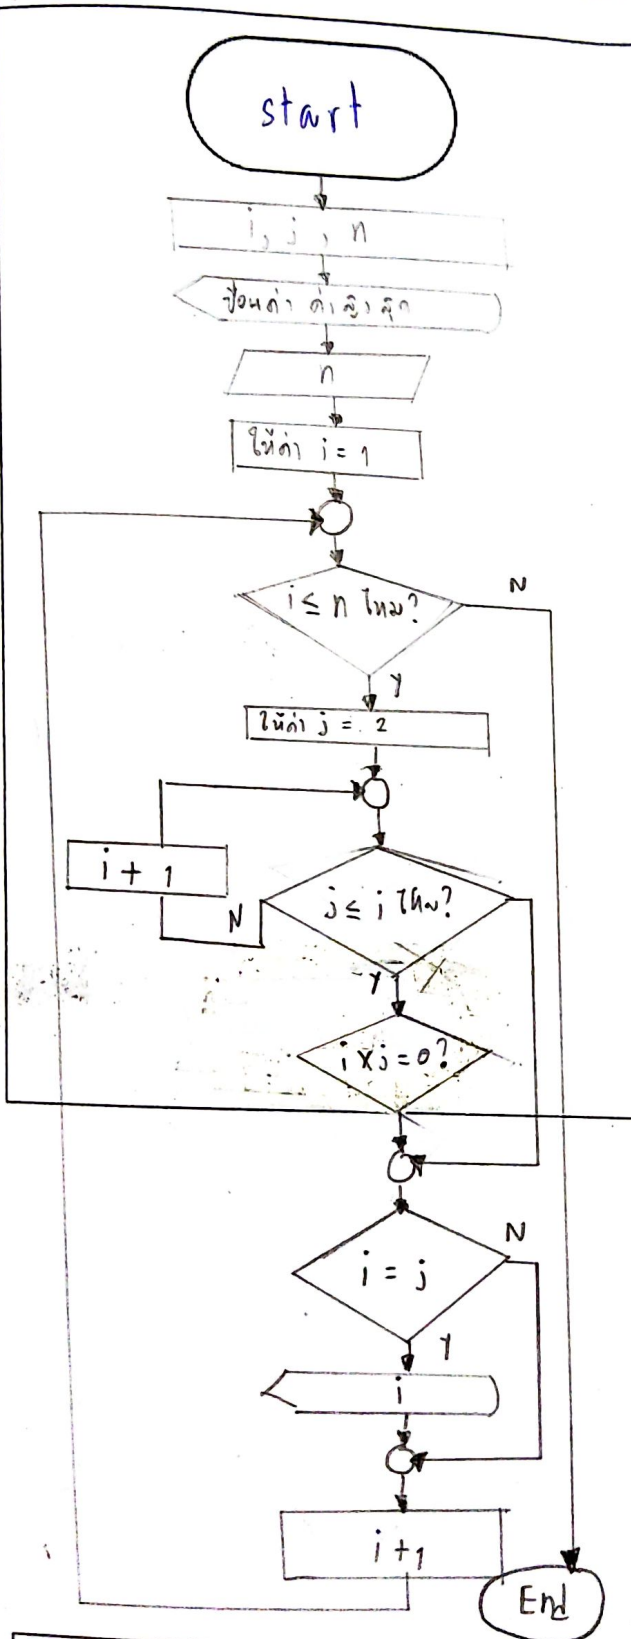 start
i, j, n
ป้อนค่า ค่าสูงสุด
n
ให้ค่า i = 1
i ≤ n ไหม?
N
Y
ให้ค่า j = 2
i + 1
j ≤ i ไหม?
N
Y
i x j = 0?
i = j
N
Y
i
i + 1
End